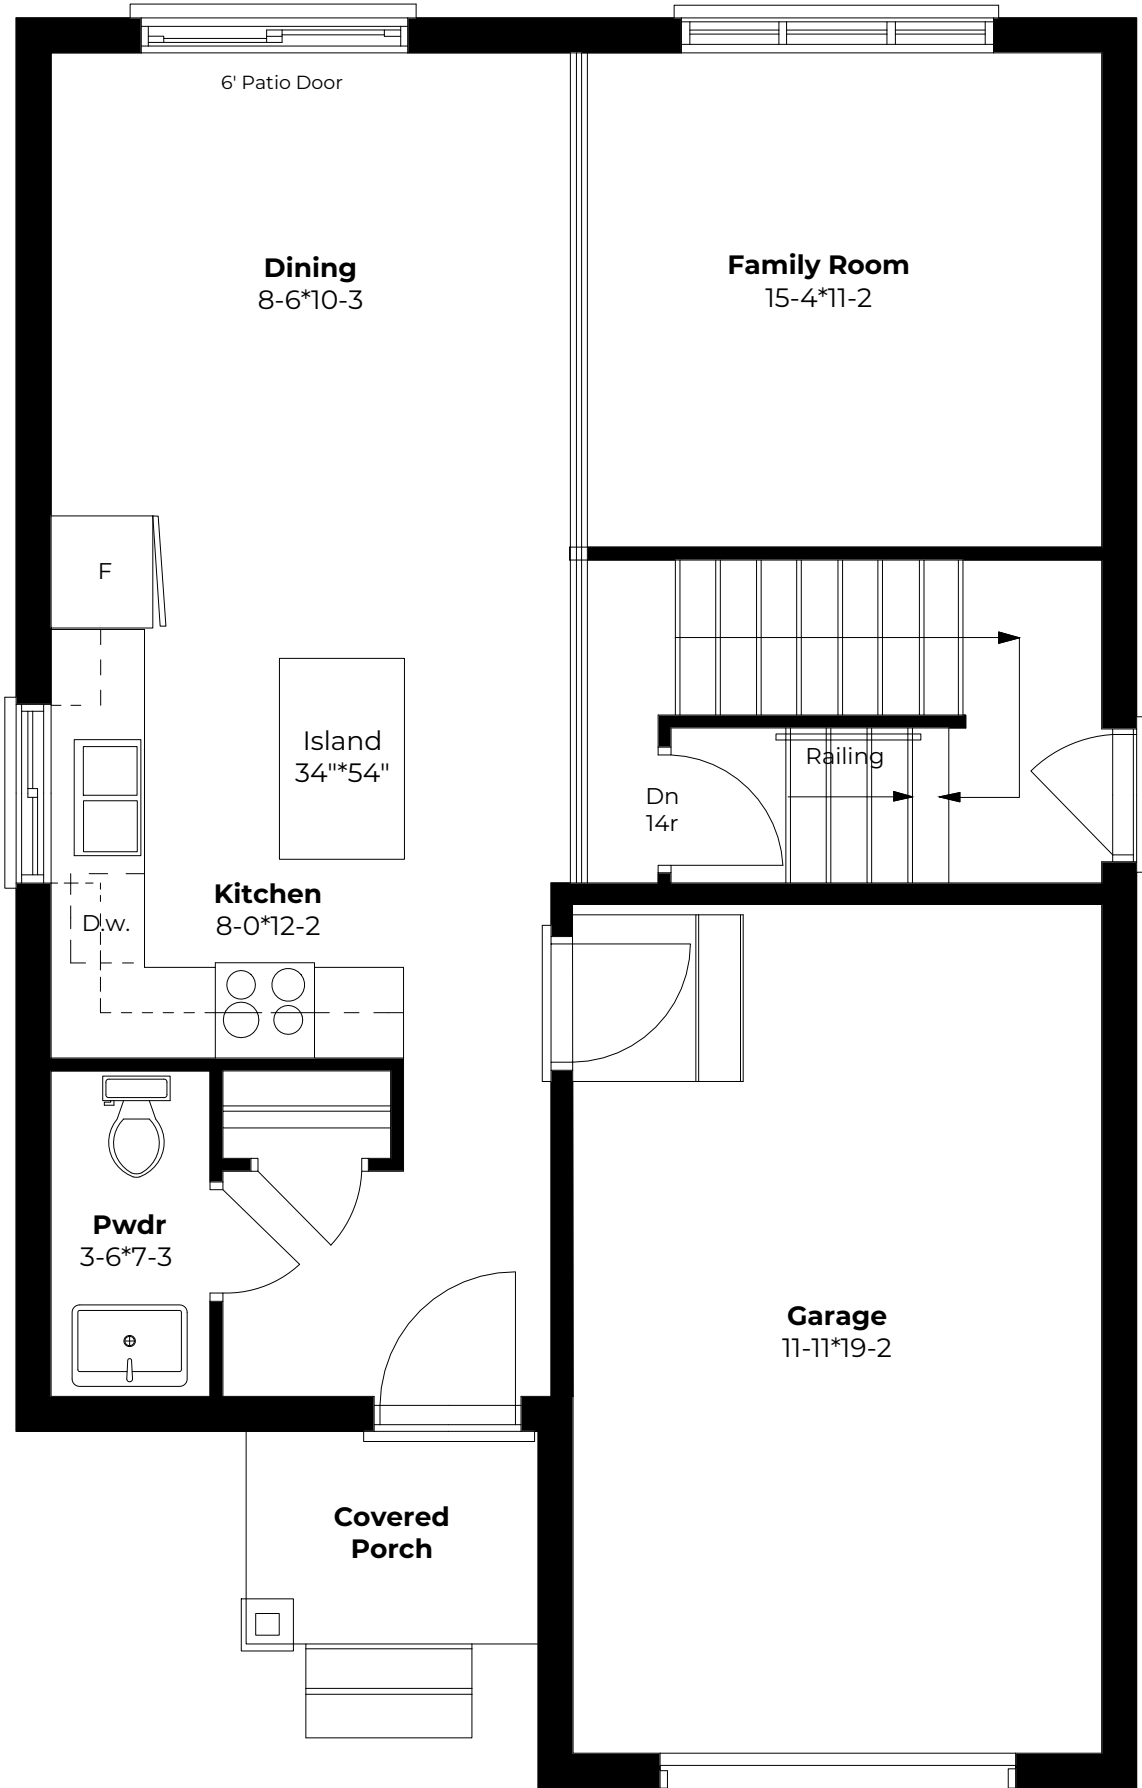 6' Patio Door
Dining
8-6*10-3
Family Room
15-4*11-2
F
Island
34"*54"
Railing
Dn
14r
Kitchen
8-0*12-2
D.w.
Pwdr
3-6*7-3
Garage
11-11*19-2
Covered
Porch